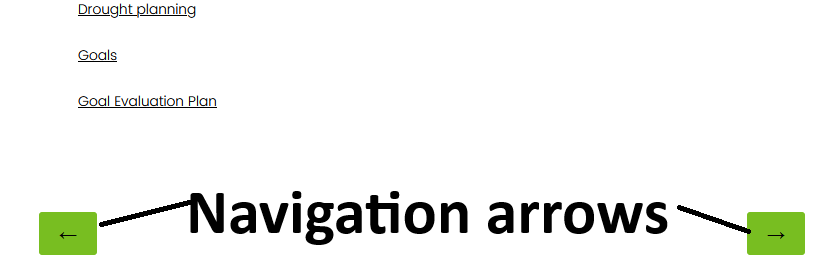 Drought planning
Goals
Goal Evaluation Plan
Navigation arrows
← →